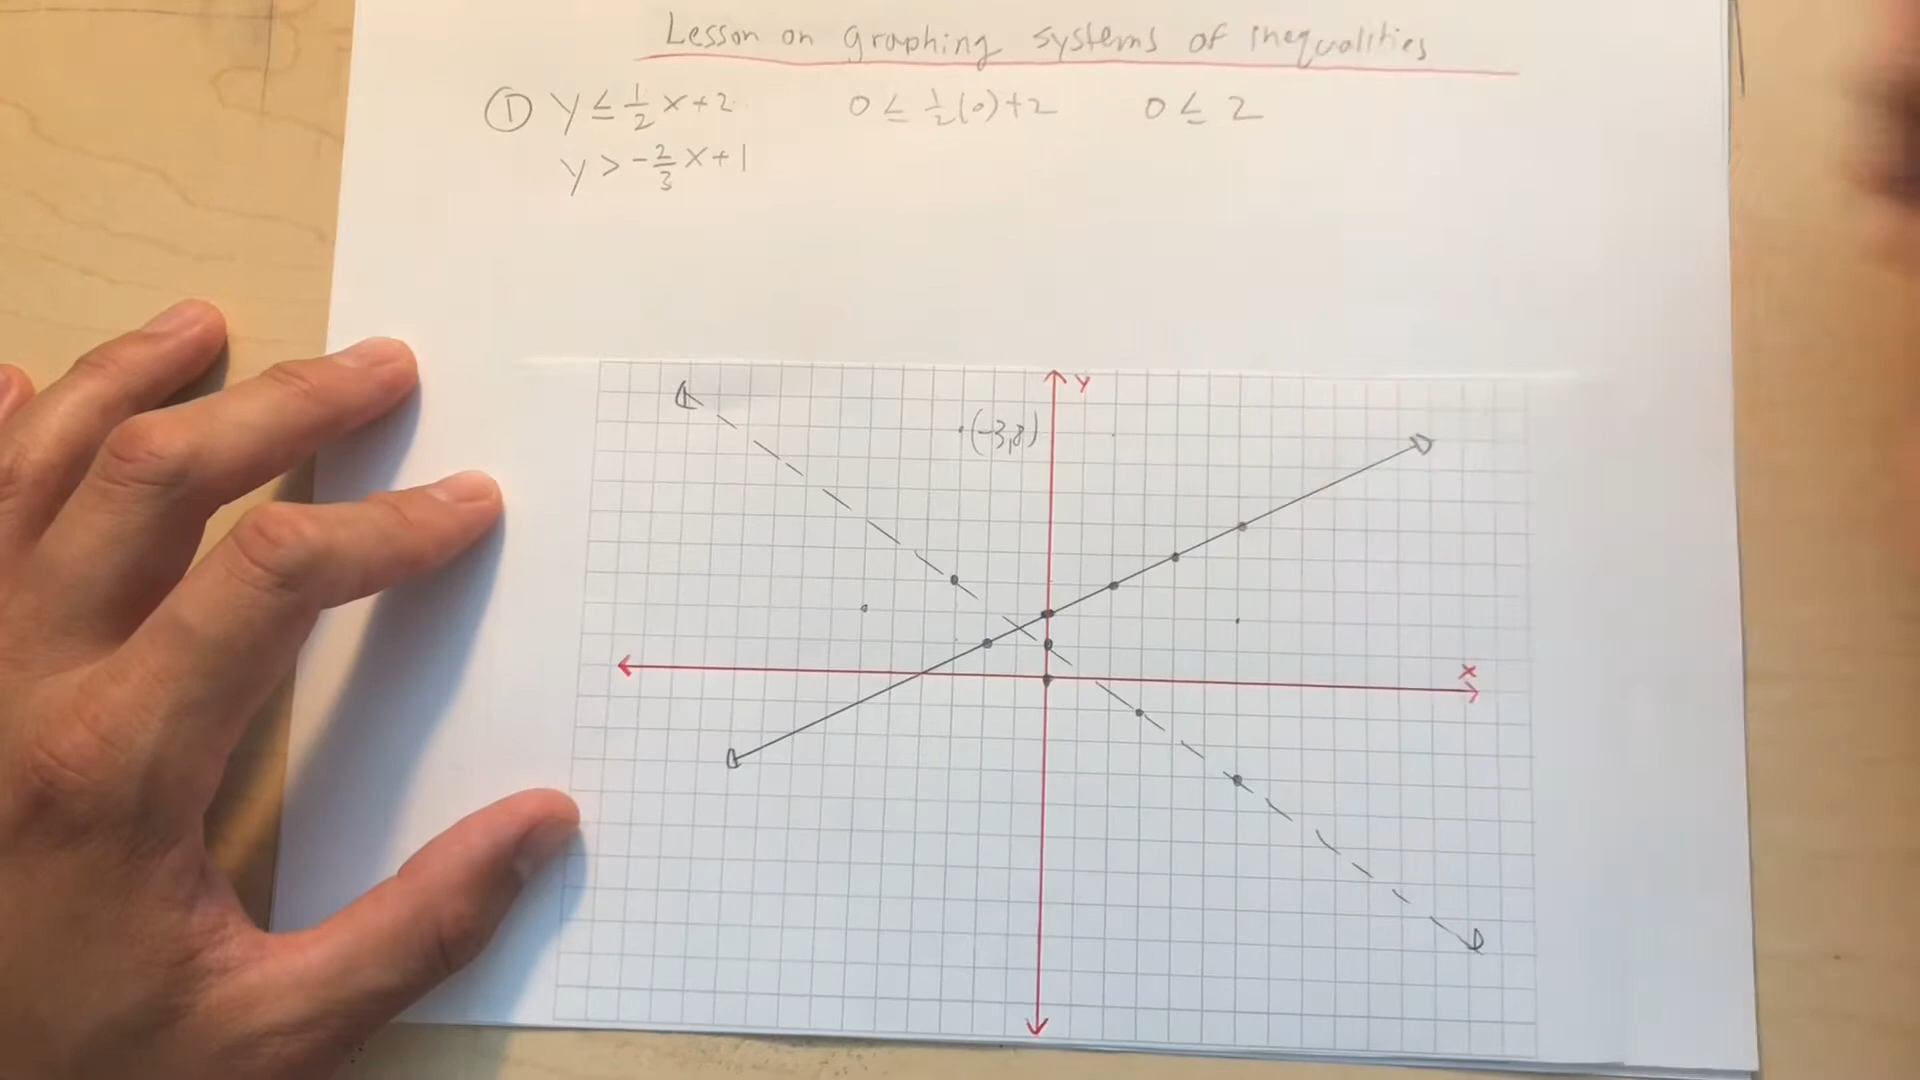 Lesson on graphing systems of inequalities
① y ≤ 1/2 x + 2 0 ≤ 1/2 (0) + 2 0 ≤ 2
y > - 2/3 x + 1
y
(-3,8)
x